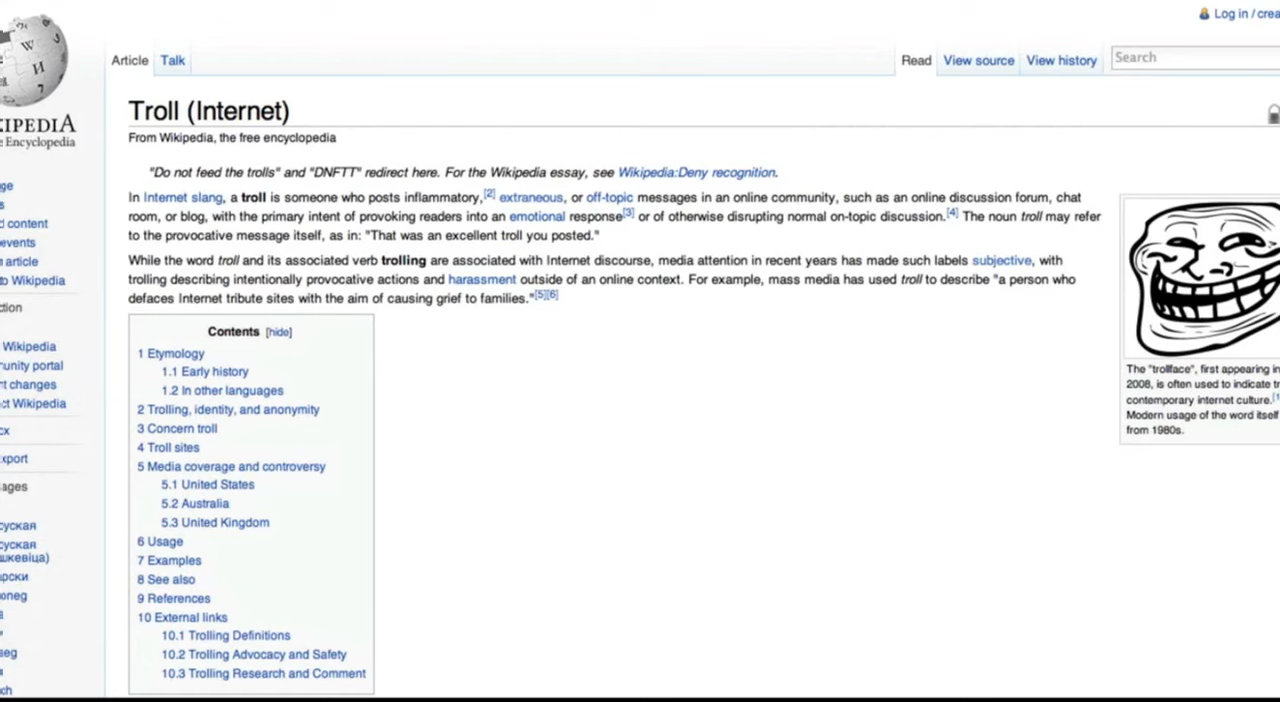 Log in / crea
Article
Talk
Read
View source
View history
Search
IPEDIA
Encyclopedia
Troll (Internet)
From Wikipedia, the free encyclopedia
"Do not feed the trolls" and "DNFTT" redirect here. For the Wikipedia essay, see Wikipedia:Deny recognition.
In Internet slang, a troll is someone who posts inflammatory,[2] extraneous, or off-topic messages in an online community, such as an online discussion forum, chat
room, or blog, with the primary intent of provoking readers into an emotional response[3] or of otherwise disrupting normal on-topic discussion.[4] The noun troll may refer
to the provocative message itself, as in: "That was an excellent troll you posted."
While the word troll and its associated verb trolling are associated with Internet discourse, media attention in recent years has made such labels subjective, with
trolling describing intentionally provocative actions and harassment outside of an online context. For example, mass media has used troll to describe "a person who
defaces Internet tribute sites with the aim of causing grief to families."[5][6]
Contents [hide]
1 Etymology
1.1 Early history
1.2 In other languages
2 Trolling, identity, and anonymity
3 Concern troll
4 Troll sites
5 Media coverage and controversy
5.1 United States
5.2 Australia
5.3 United Kingdom
6 Usage
7 Examples
8 See also
9 References
10 External links
10.1 Trolling Definitions
10.2 Trolling Advocacy and Safety
10.3 Trolling Research and Comment
The "trollface", first appearing in
2008, is often used to indicate tr
contemporary internet culture.[1
Modern usage of the word itself
from 1980s.
ge
s
d content
events
article
to Wikipedia
ction
Wikipedia
unity portal
nt changes
ct Wikipedia
ox
export
ages
уская
уская
шкевіца)
арски
oneg
seg
ch